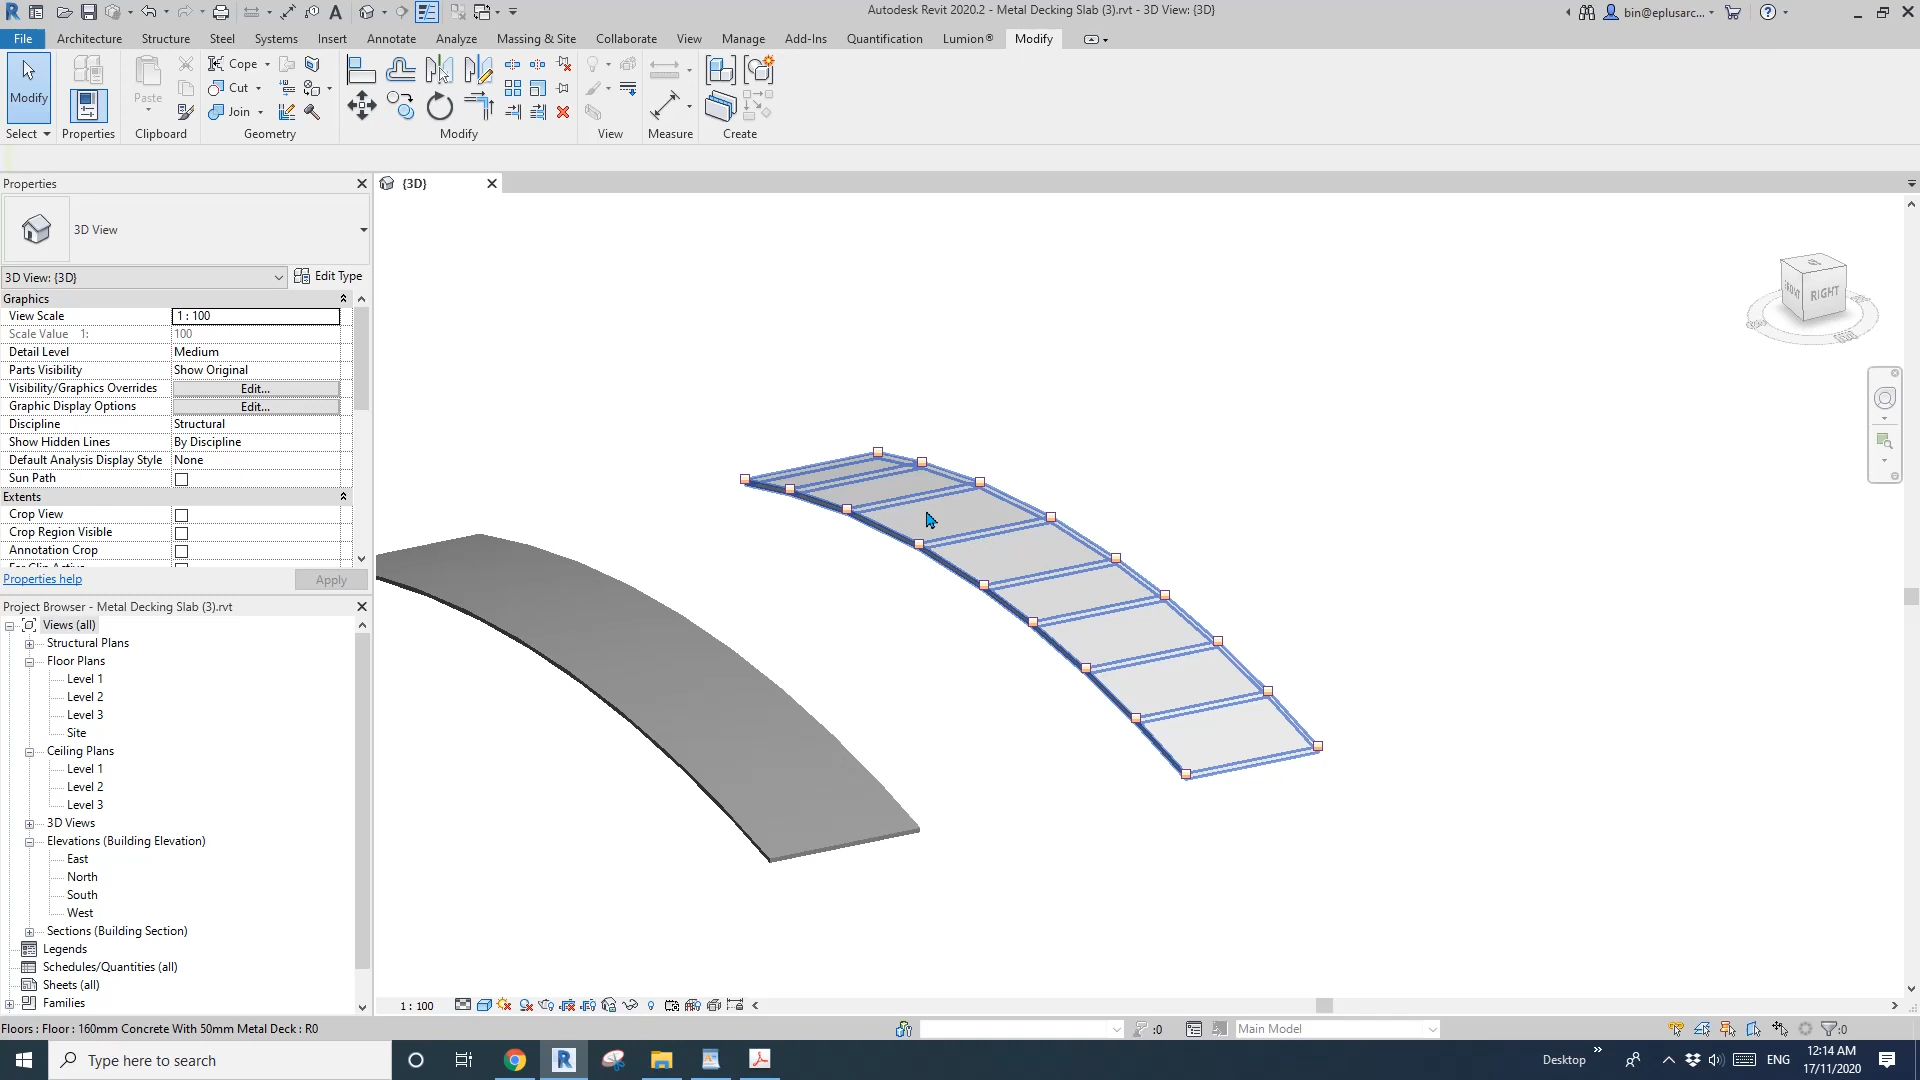 Autodesk Revit 2020.2 - Metal Decking Slab (3).rvt - 3D View: {3D}
bin@eplusarc...
File Architecture Structure Steel Systems Insert Annotate Analyze Massing & Site Collaborate View Manage Add-Ins Quantification Lumion® Modify
Modify
Paste
Cope
Cut
Join
Select Properties Clipboard Geometry Modify View Measure Create
Properties
{3D}
3D View
3D View: {3D}
Edit Type
Graphics
View Scale 1 : 100
Scale Value 1: 100
Detail Level Medium
Parts Visibility Show Original
Visibility/Graphics Overrides Edit...
Graphic Display Options Edit...
Discipline Structural
Show Hidden Lines By Discipline
Default Analysis Display Style None
Sun Path
Extents
Crop View
Crop Region Visible
Annotation Crop
Properties help
Apply
Project Browser - Metal Decking Slab (3).rvt
Views (all)
Structural Plans
Floor Plans
Level 1
Level 2
Level 3
Site
Ceiling Plans
Level 1
Level 2
Level 3
3D Views
Elevations (Building Elevation)
East
North
South
West
Sections (Building Section)
Legends
Schedules/Quantities (all)
Sheets (all)
Families
FRONT
RIGHT
1 : 100
Floors : Floor : 160mm Concrete With 50mm Metal Deck : R0
:0
Main Model
:0
Type here to search
Desktop
ENG
12:14 AM
17/11/2020